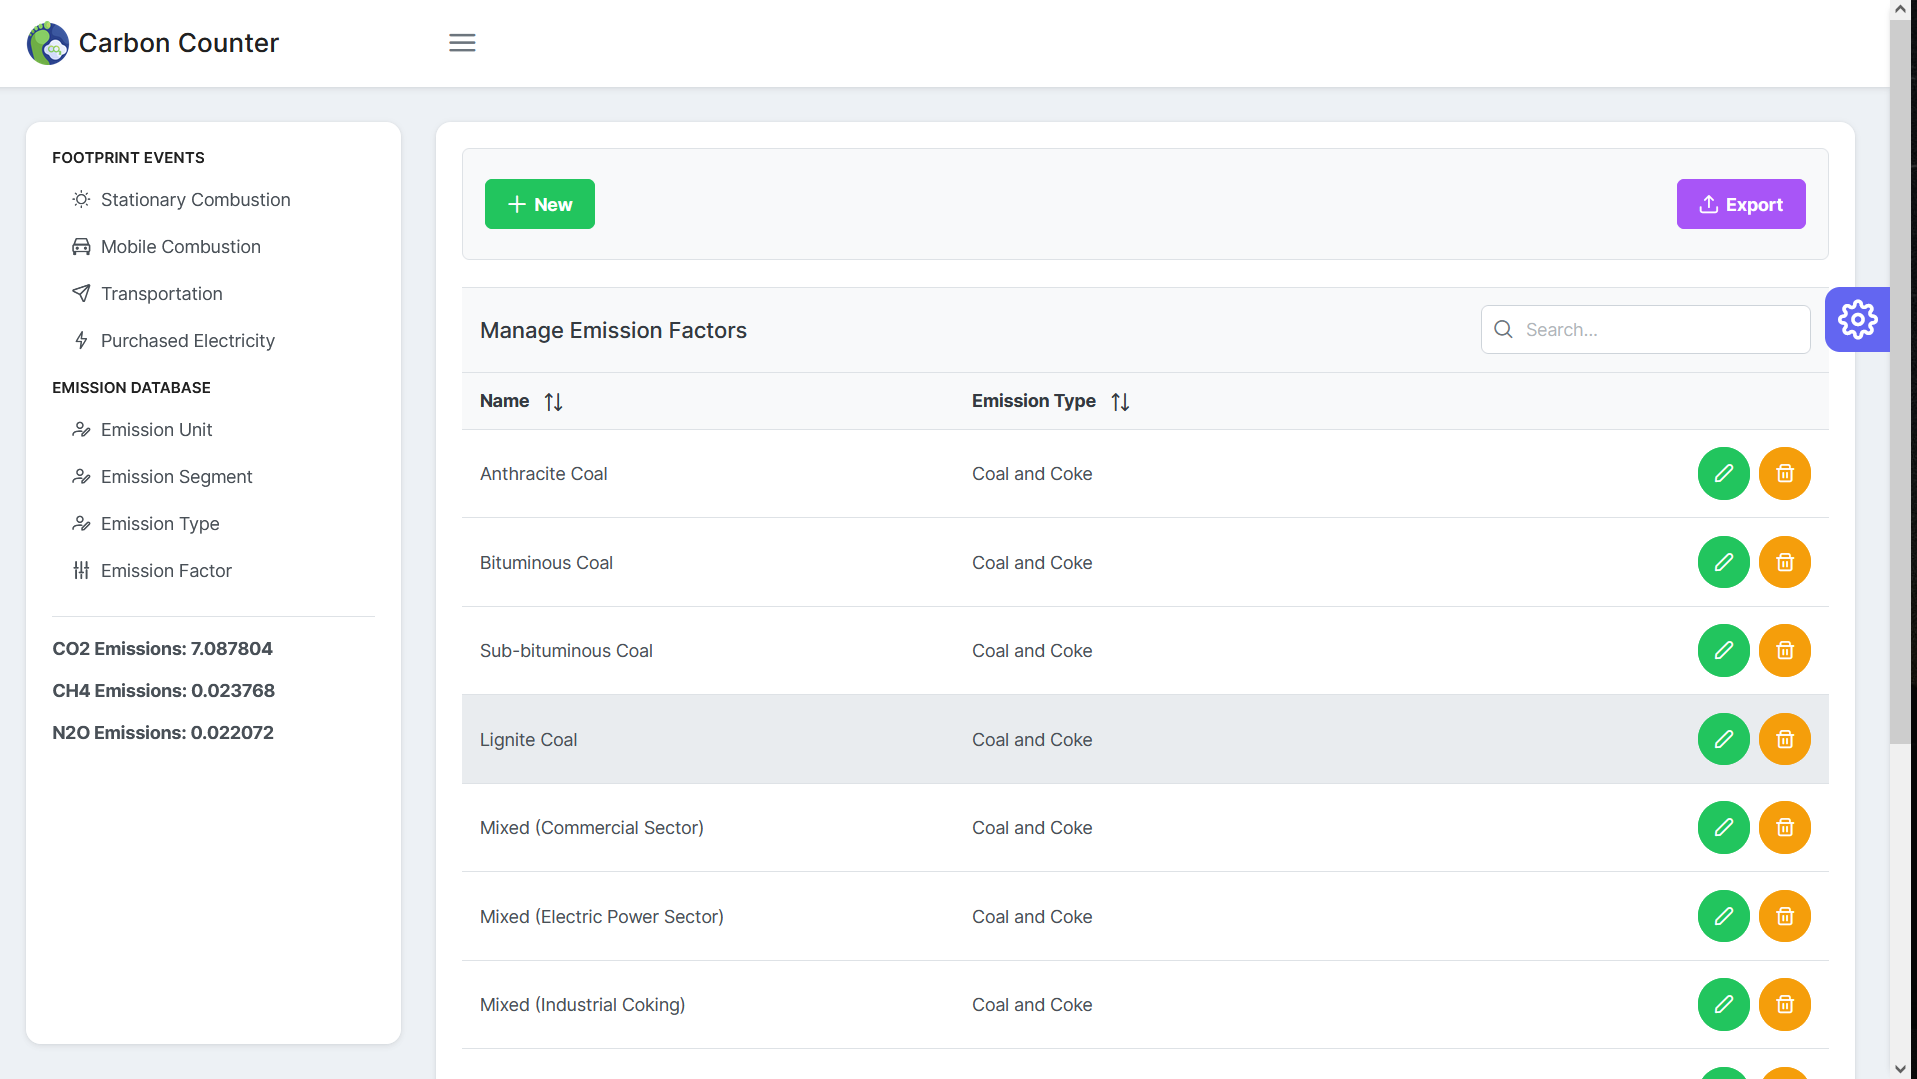 Carbon Counter
FOOTPRINT EVENTS
Stationary Combustion
Mobile Combustion
Transportation
Purchased Electricity
EMISSION DATABASE
Emission Unit
Emission Segment
Emission Type
Emission Factor
CO2 Emissions: 7.087804
CH4 Emissions: 0.023768
N2O Emissions: 0.022072
New Export
Manage Emission Factors Search...
Name Emission Type
Anthracite Coal Coal and Coke
Bituminous Coal Coal and Coke
Sub-bituminous Coal Coal and Coke
Lignite Coal Coal and Coke
Mixed (Commercial Sector) Coal and Coke
Mixed (Electric Power Sector) Coal and Coke
Mixed (Industrial Coking) Coal and Coke